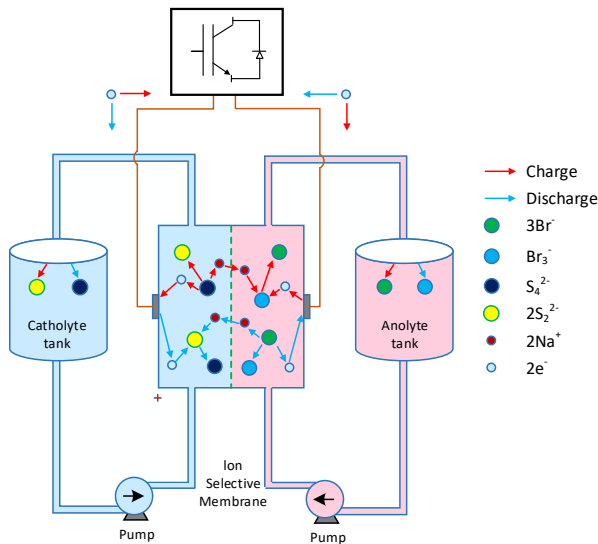 Charge
Discharge
3Br⁻
Br₃⁻
S₄²⁻
2S₂²⁻
2Na⁺
2e⁻
Catholyte
tank
Anolyte
tank
+
Ion
Selective
Membrane
Pump
Pump